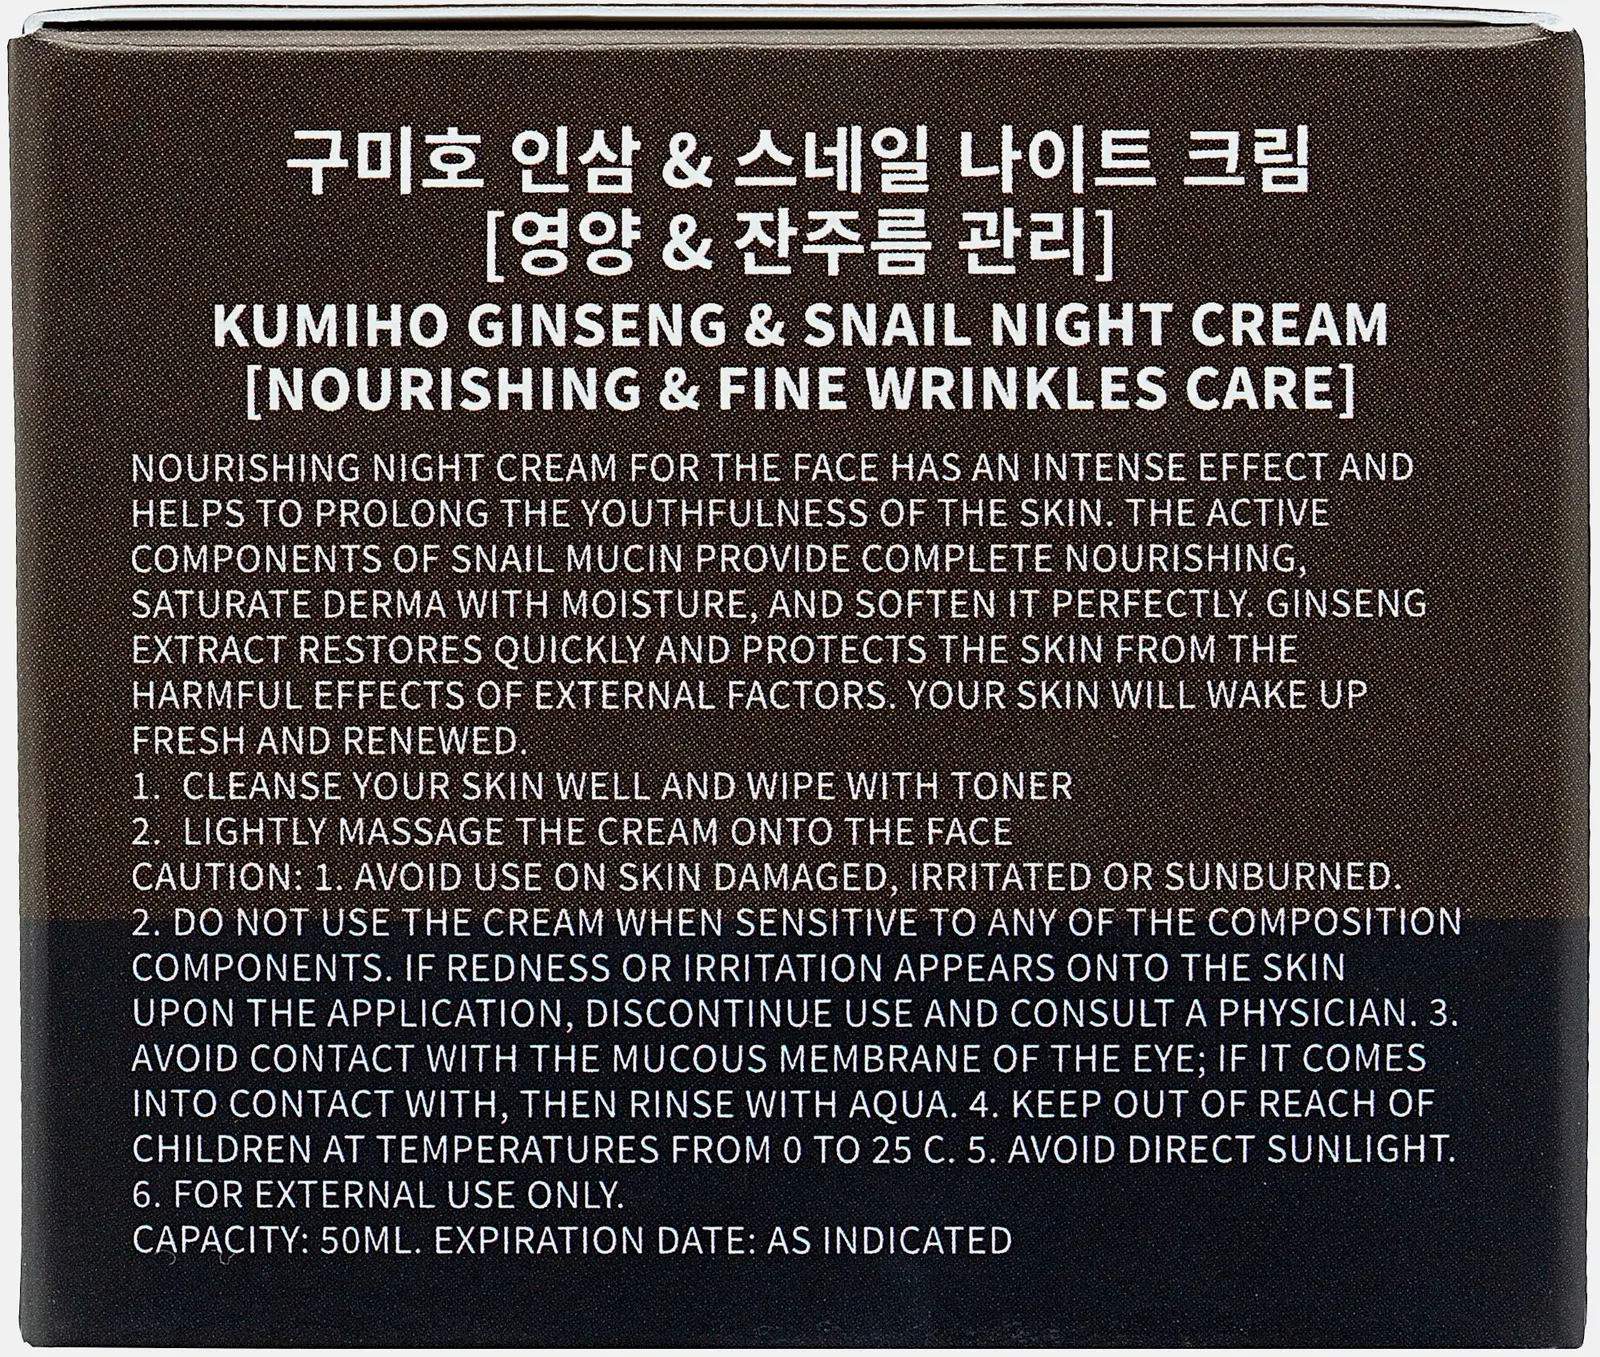 구미호 인삼 & 스네일 나이트 크림
[영양 & 잔주름 관리]
KUMIHO GINSENG & SNAIL NIGHT CREAM
[NOURISHING & FINE WRINKLES CARE]
NOURISHING NIGHT CREAM FOR THE FACE HAS AN INTENSE EFFECT AND
HELPS TO PROLONG THE YOUTHFULNESS OF THE SKIN. THE ACTIVE
COMPONENTS OF SNAIL MUCIN PROVIDE COMPLETE NOURISHING,
SATURATE DERMA WITH MOISTURE, AND SOFTEN IT PERFECTLY. GINSENG
EXTRACT RESTORES QUICKLY AND PROTECTS THE SKIN FROM THE
HARMFUL EFFECTS OF EXTERNAL FACTORS. YOUR SKIN WILL WAKE UP
FRESH AND RENEWED.
1. CLEANSE YOUR SKIN WELL AND WIPE WITH TONER
2. LIGHTLY MASSAGE THE CREAM ONTO THE FACE
CAUTION: 1. AVOID USE ON SKIN DAMAGED, IRRITATED OR SUNBURNED.
2. DO NOT USE THE CREAM WHEN SENSITIVE TO ANY OF THE COMPOSITION
COMPONENTS. IF REDNESS OR IRRITATION APPEARS ONTO THE SKIN
UPON THE APPLICATION, DISCONTINUE USE AND CONSULT A PHYSICIAN. 3.
AVOID CONTACT WITH THE MUCOUS MEMBRANE OF THE EYE; IF IT COMES
INTO CONTACT WITH, THEN RINSE WITH AQUA. 4. KEEP OUT OF REACH OF
CHILDREN AT TEMPERATURES FROM 0 TO 25 C. 5. AVOID DIRECT SUNLIGHT.
6. FOR EXTERNAL USE ONLY.
CAPACITY: 50ML. EXPIRATION DATE: AS INDICATED